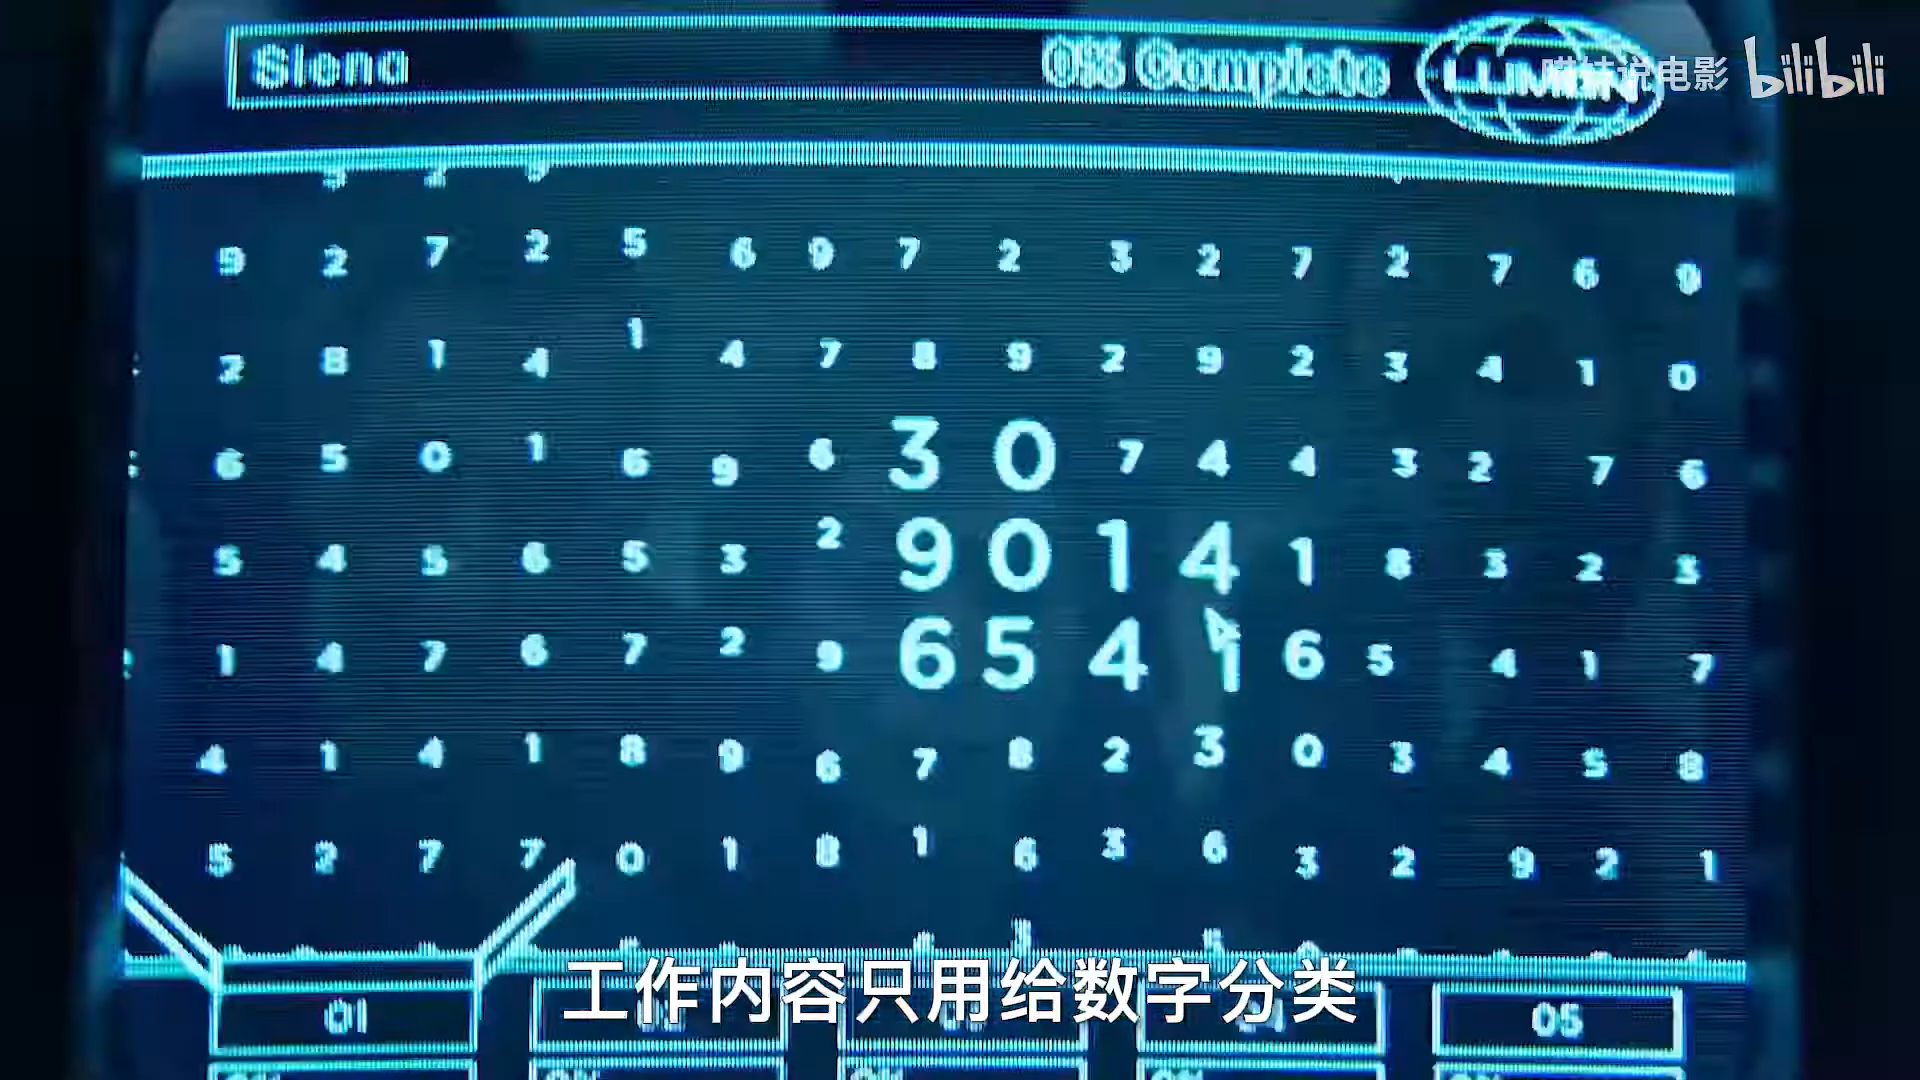 Siena
0% Complete
LUMON
喵妹说电影 bilibili
9 2 7 2 5 6 9 7 2 3 2 7 2 7 6 9
2 8 1 4 1 4 7 8 9 2 9 2 3 4 1 0
6 5 0 1 6 9 6 3 0 7 4 4 3 2 7 6
5 4 5 6 5 3 2 9 0 1 4 1 8 3 2 3
1 4 7 6 7 2 9 6 5 4 1 6 5 4 1 7
4 1 4 1 8 9 6 7 8 2 3 0 3 4 5 8
5 2 7 7 0 1 8 1 6 3 6 3 2 9 2 1
工作内容只用给数字分类
01
05